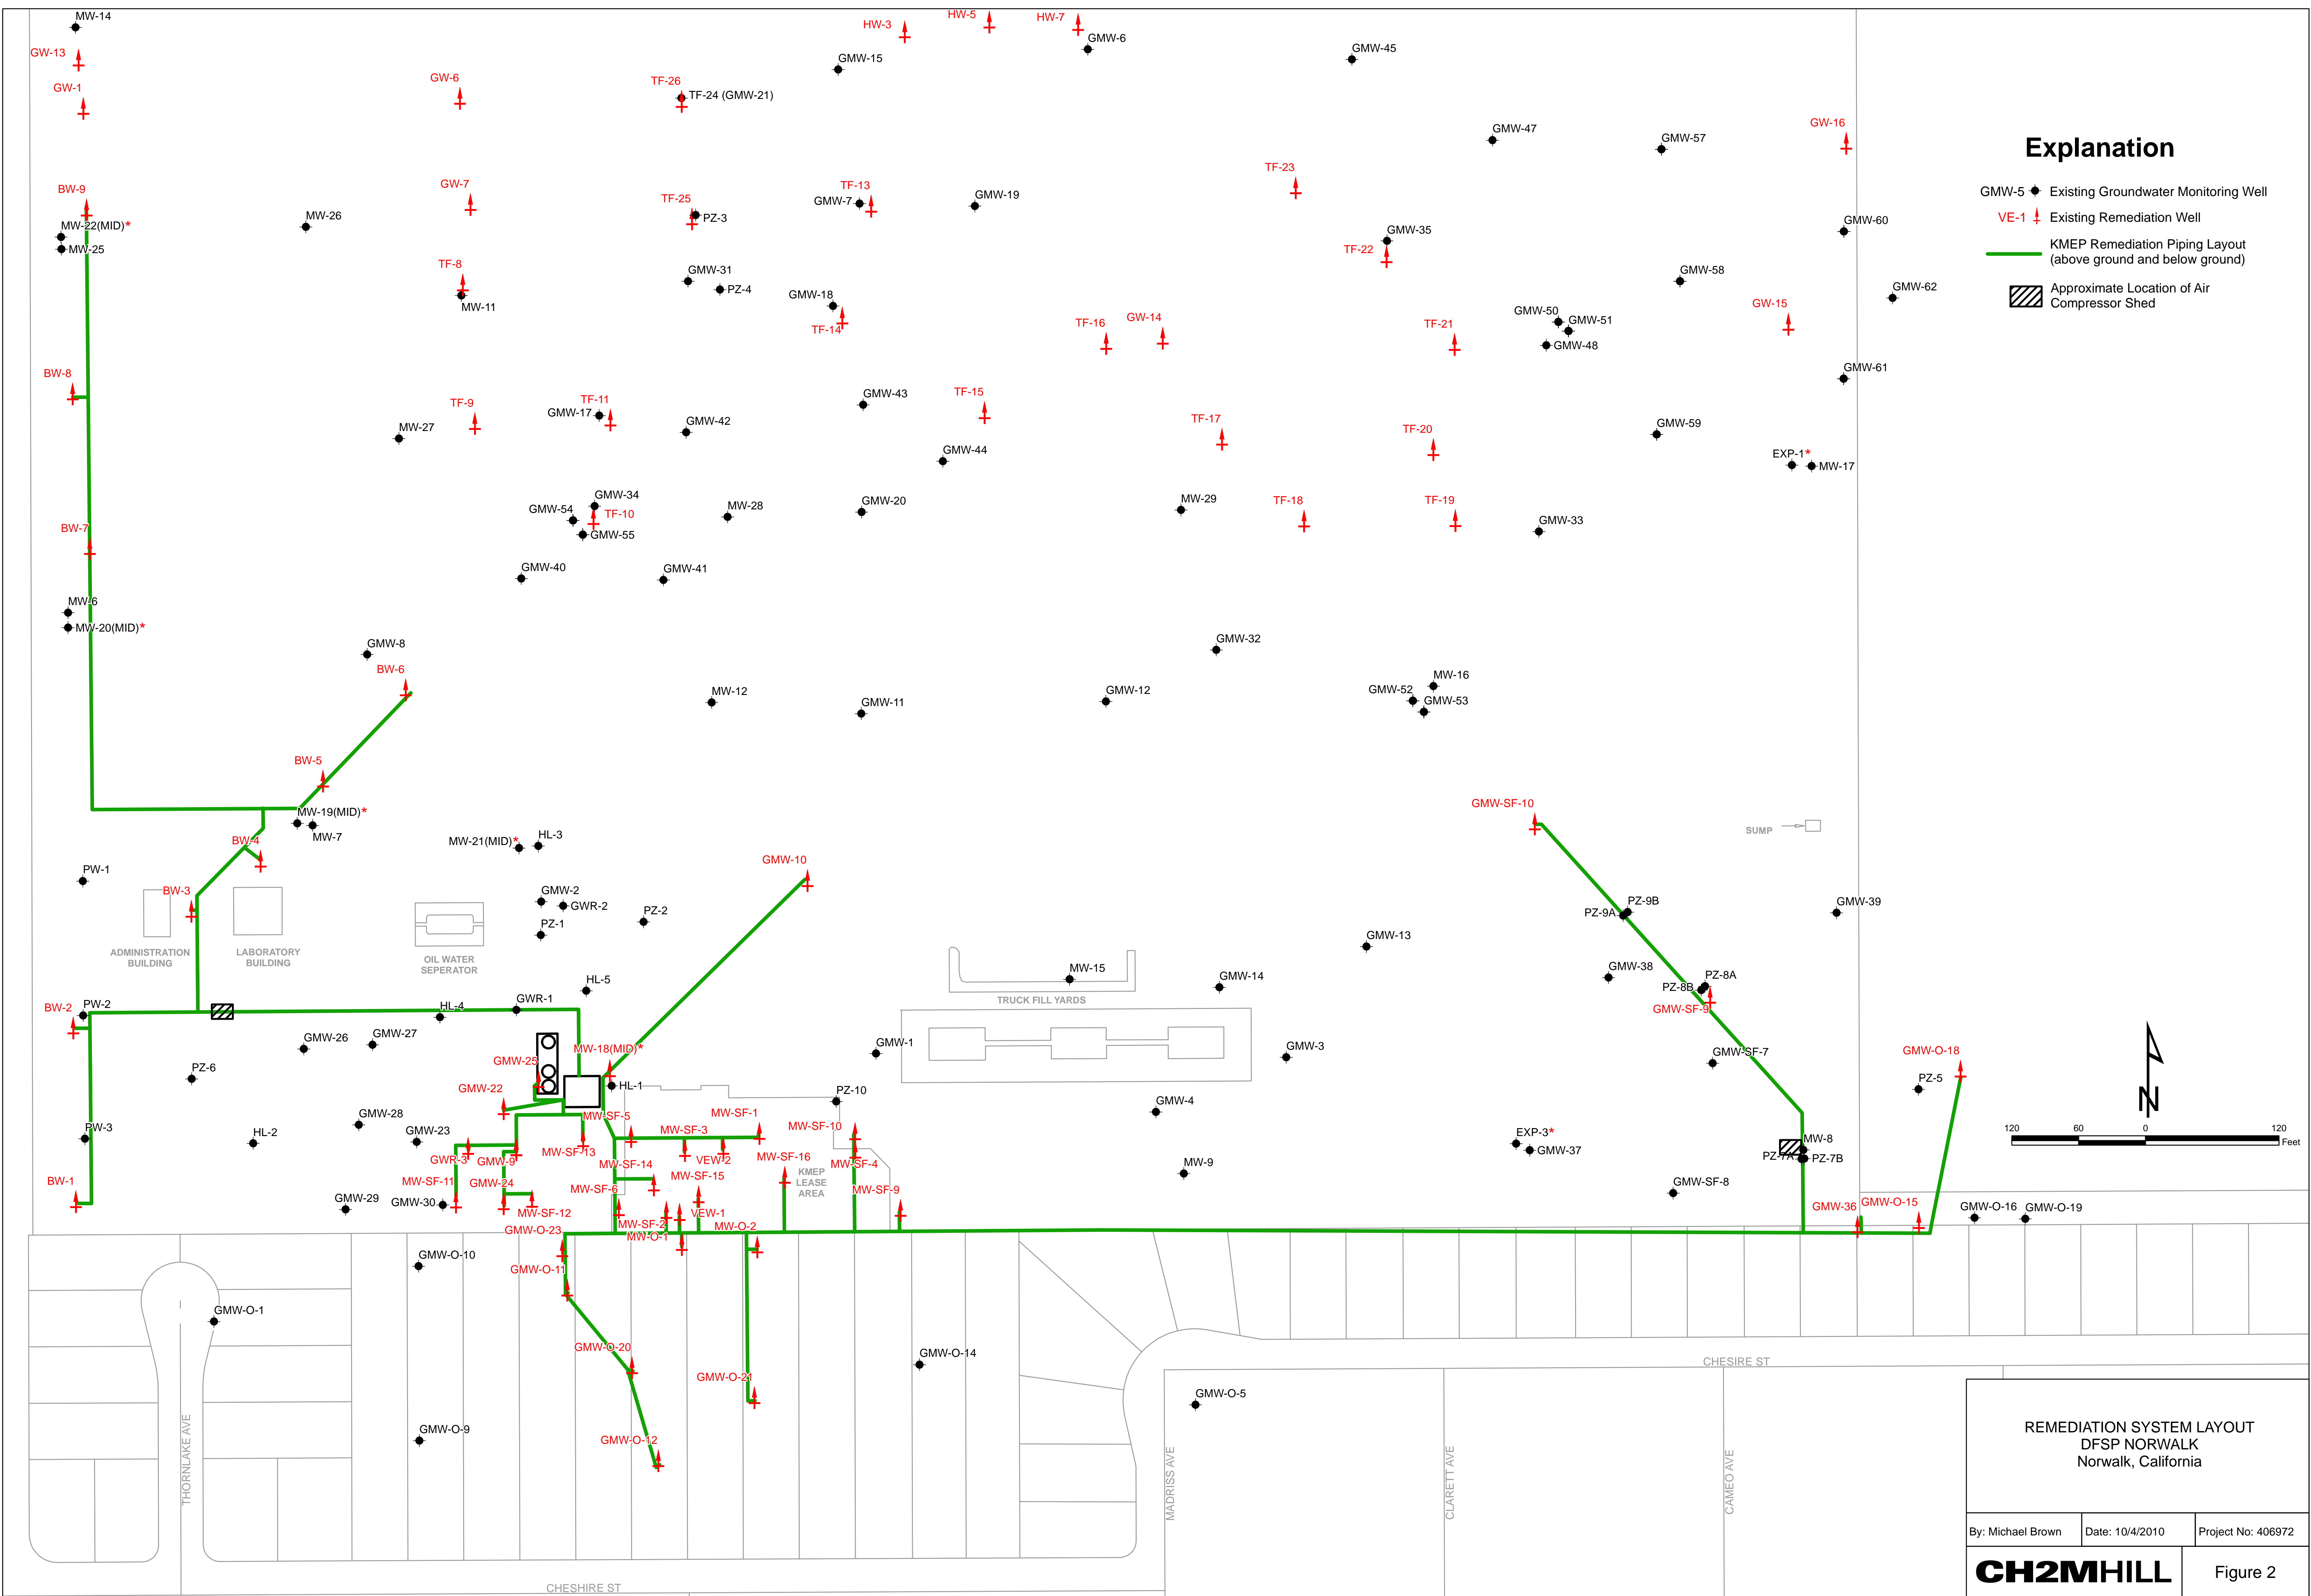 MW-14
HW-3
HW-5
HW-7
GMW-6
GMW-45
GW-13
GMW-15
GW-6
TF-26
GW-1
TF-24 (GMW-21)
GMW-47
GMW-57
GW-16
Explanation
GMW-5 Existing Groundwater Monitoring Well
VE-1 Existing Remediation Well
KMEP Remediation Piping Layout
(above ground and below ground)
Approximate Location of Air
Compressor Shed
BW-9
GW-7
TF-25
TF-13
GMW-7
GMW-19
TF-23
MW-22(MID)*
MW-26
PZ-3
GMW-60
MW-25
GMW-35
TF-22
TF-8
GMW-31
PZ-4
GMW-58
MW-11
GMW-18
GMW-62
TF-14
TF-16
GW-14
TF-21
GMW-50
GMW-51
GW-15
GMW-48
BW-8
GMW-61
TF-9
TF-11
GMW-17
GMW-43
TF-15
MW-27
GMW-42
TF-17
TF-20
GMW-59
GMW-44
EXP-1*
MW-17
GMW-34
GMW-54
TF-10
MW-28
GMW-20
MW-29
TF-18
TF-19
BW-7
GMW-55
GMW-33
GMW-40
GMW-41
MW-6
MW-20(MID)*
GMW-8
BW-6
GMW-32
MW-12
GMW-11
GMW-12
MW-16
GMW-52
GMW-53
BW-5
MW-19(MID)*
MW-7
GMW-SF-10
SUMP
BW-4
MW-21(MID)*
HL-3
GMW-10
PW-1
BW-3
GMW-2
GWR-2
PZ-2
PZ-1
PZ-9A
PZ-9B
GMW-39
ADMINISTRATION
BUILDING
LABORATORY
BUILDING
OIL WATER
SEPERATOR
GMW-13
HL-5
MW-15
GMW-14
GMW-38
PZ-8A
PZ-8B
TRUCK FILL YARDS
BW-2
PW-2
HL-4
GWR-1
GMW-SF-9
GMW-26
GMW-27
GMW-25
MW-18(MID)*
GMW-1
GMW-3
GMW-SF-7
GMW-O-18
PZ-6
GMW-22
HL-1
PZ-10
PZ-5
N
GMW-28
MW-SF-5
MW-SF-1
GMW-4
PW-3
HL-2
GMW-23
MW-SF-3
MW-SF-10
EXP-3*
GMW-37
MW-8
120 60 0 120
Feet
GWR-3
GMW-9
MW-SF-13
MW-SF-14
VEW-2
MW-SF-16
MW-SF-4
MW-9
PZ-7A
PZ-7B
BW-1
MW-SF-11
GMW-24
MW-SF-6
MW-SF-15
KMEP
LEASE
AREA
MW-SF-9
GMW-SF-8
GMW-29
GMW-30
MW-SF-12
MW-SF-2
VEW-1
GMW-36
GMW-O-15
GMW-O-16
GMW-O-19
GMW-O-23
MW-O-1
MW-O-2
GMW-O-10
GMW-O-11
GMW-O-1
GMW-O-20
GMW-O-14
CHESIRE ST
GMW-O-21
GMW-O-5
GMW-O-9
GMW-O-12
THORNLAKE AVE
MADRISS AVE
CLARETT AVE
CAMEO AVE
CHESHIRE ST
REMEDIATION SYSTEM LAYOUT
DFSP NORWALK
Norwalk, California
By: Michael Brown
Date: 10/4/2010
Project No: 406972
CH2MHILL
Figure 2